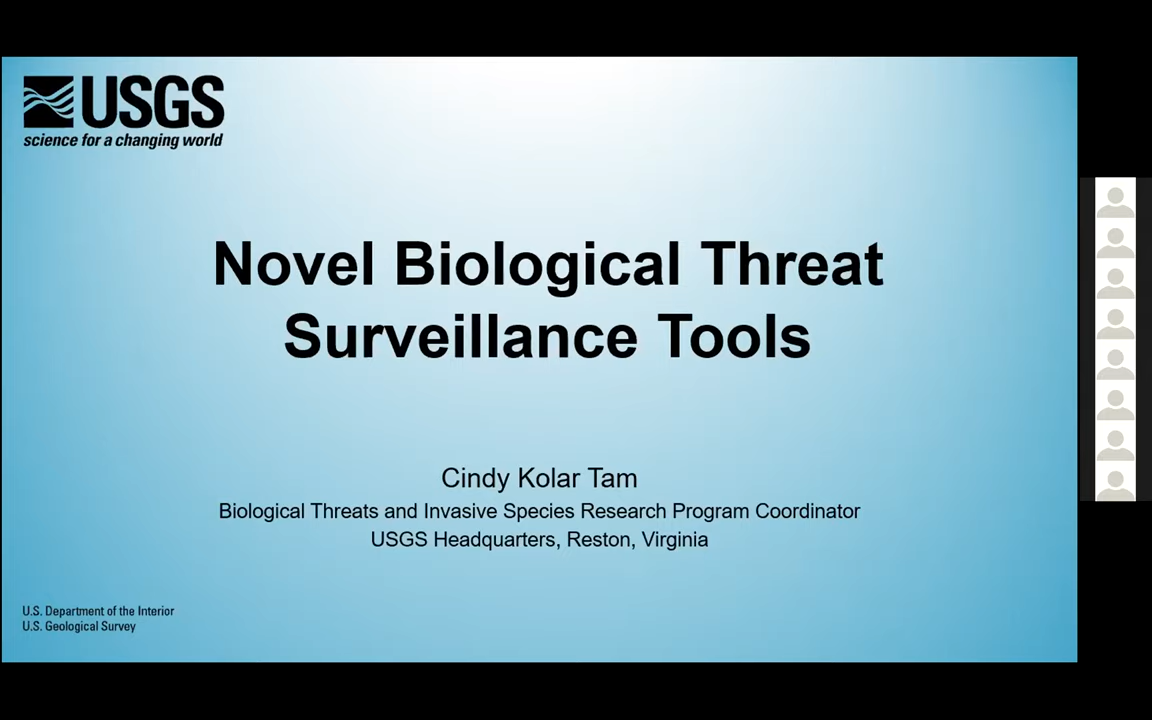 USGS
science for a changing world
Novel Biological Threat
Surveillance Tools
Cindy Kolar Tam
Biological Threats and Invasive Species Research Program Coordinator
USGS Headquarters, Reston, Virginia
U.S. Department of the Interior
U.S. Geological Survey